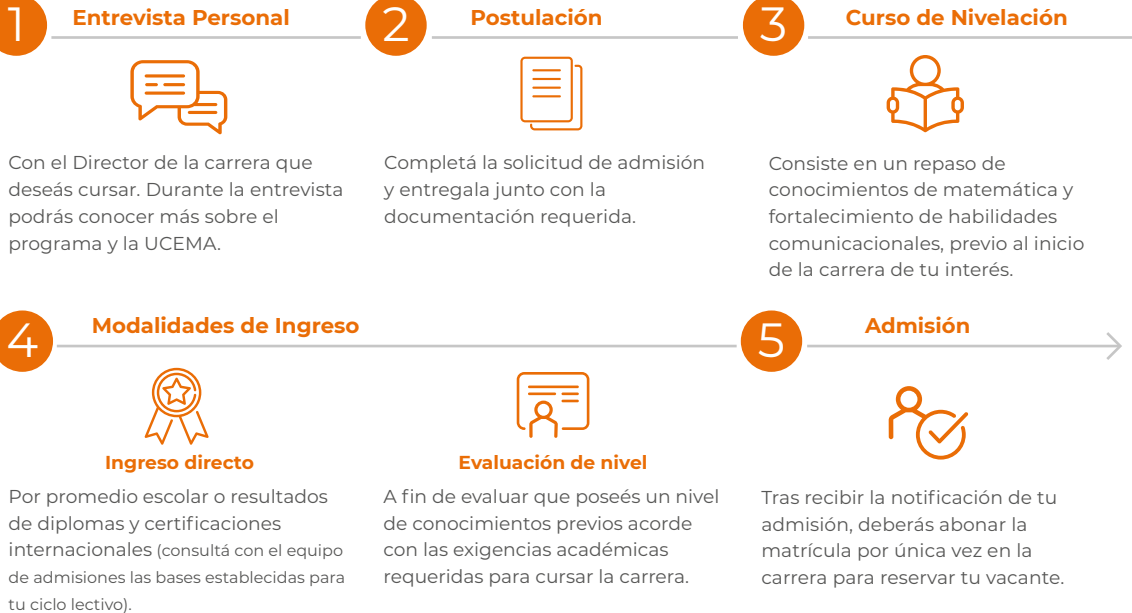 1
Entrevista Personal
Con el Director de la carrera que
deseás cursar. Durante la entrevista
podrás conocer más sobre el
programa y la UCEMA.
2
Postulación
Completá la solicitud de admisión
y entregala junto con la
documentación requerida.
3
Curso de Nivelación
Consiste en un repaso de
conocimientos de matemática y
fortalecimiento de habilidades
comunicacionales, previo al inicio
de la carrera de tu interés.
4
Modalidades de Ingreso
Ingreso directo
Por promedio escolar o resultados
de diplomas y certificaciones
internacionales (consultá con el equipo
de admisiones las bases establecidas para
tu ciclo lectivo).
Evaluación de nivel
A fin de evaluar que poseés un nivel
de conocimientos previos acorde
con las exigencias académicas
requeridas para cursar la carrera.
5
Admisión
Tras recibir la notificación de tu
admisión, deberás abonar la
matrícula por única vez en la
carrera para reservar tu vacante.